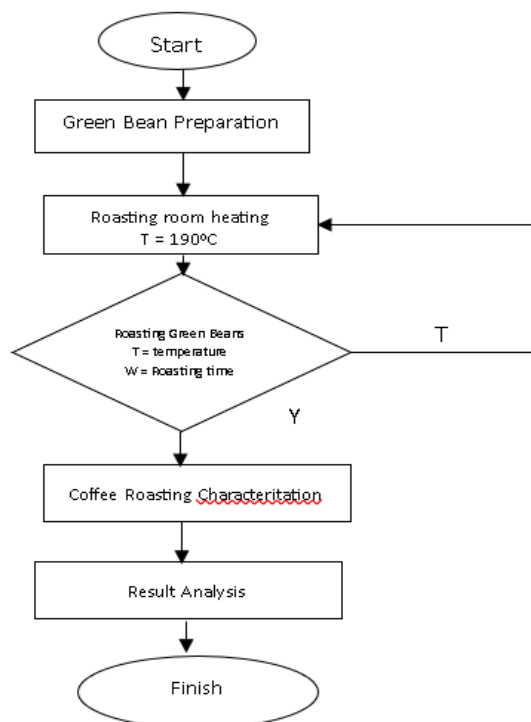 Start
Green Bean Preparation
Roasting room heating
T = 190ºC
Roasting Green Beans
T = temperature
W = Roasting time
T
Y
Coffee Roasting Characteritation
Result Analysis
Finish